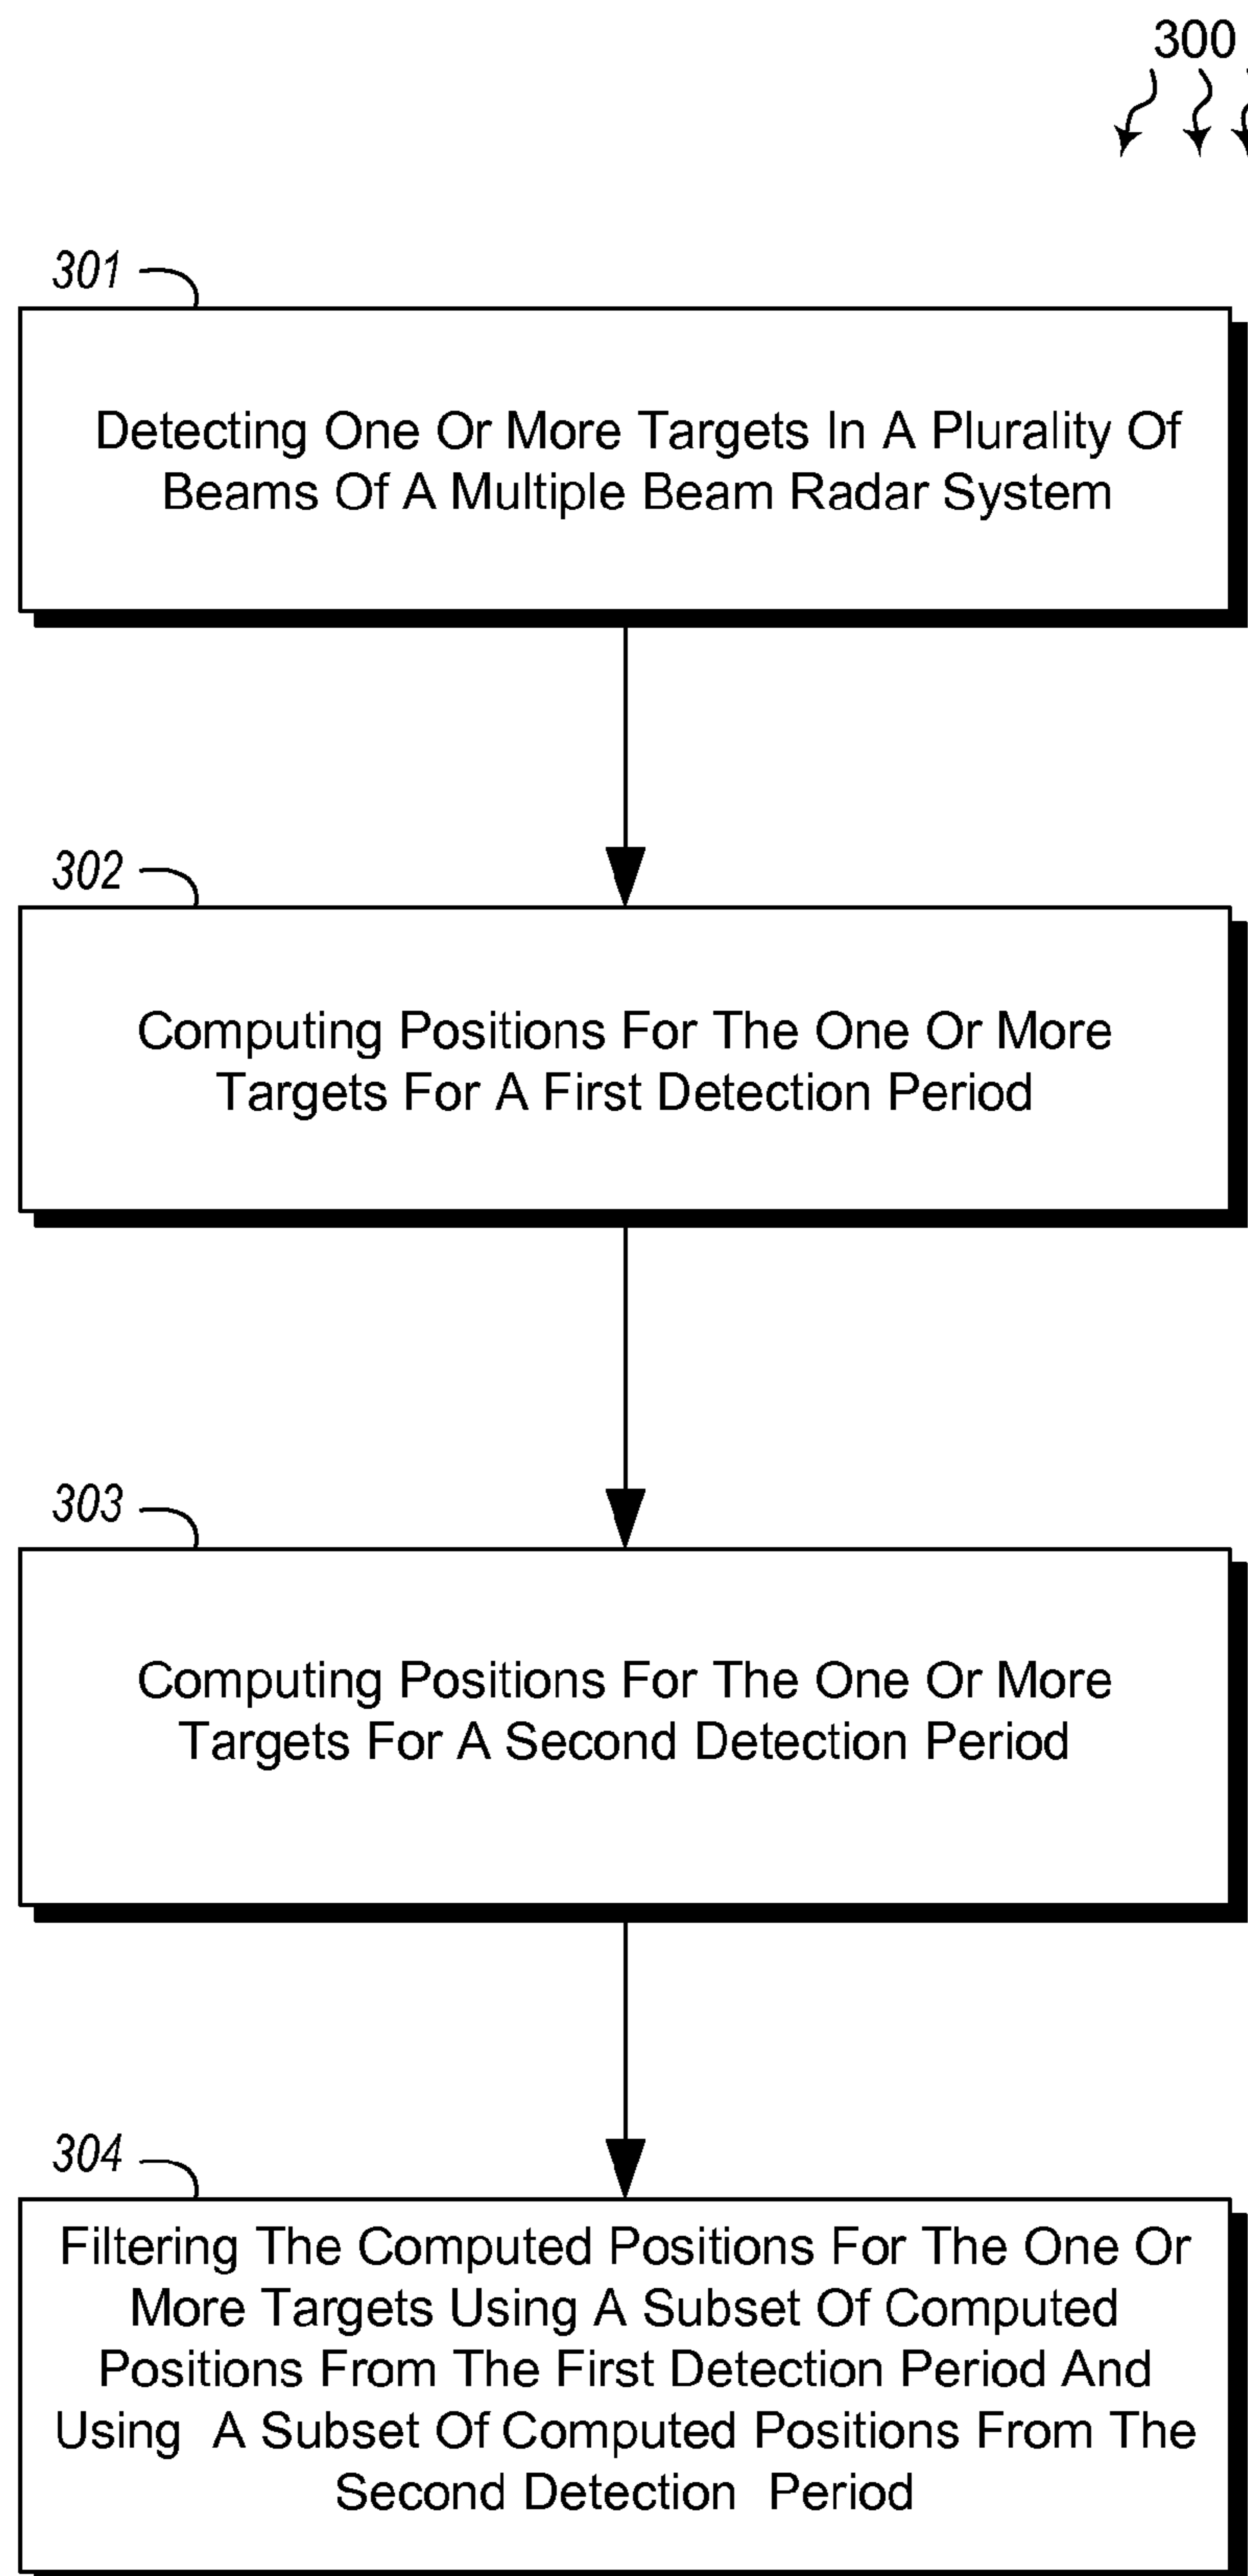 300
301
Detecting One Or More Targets In A Plurality Of
Beams Of A Multiple Beam Radar System
302
Computing Positions For The One Or More
Targets For A First Detection Period
303
Computing Positions For The One Or More
Targets For A Second Detection Period
304
Filtering The Computed Positions For The One Or
More Targets Using A Subset Of Computed
Positions From The First Detection Period And
Using A Subset Of Computed Positions From The
Second Detection Period